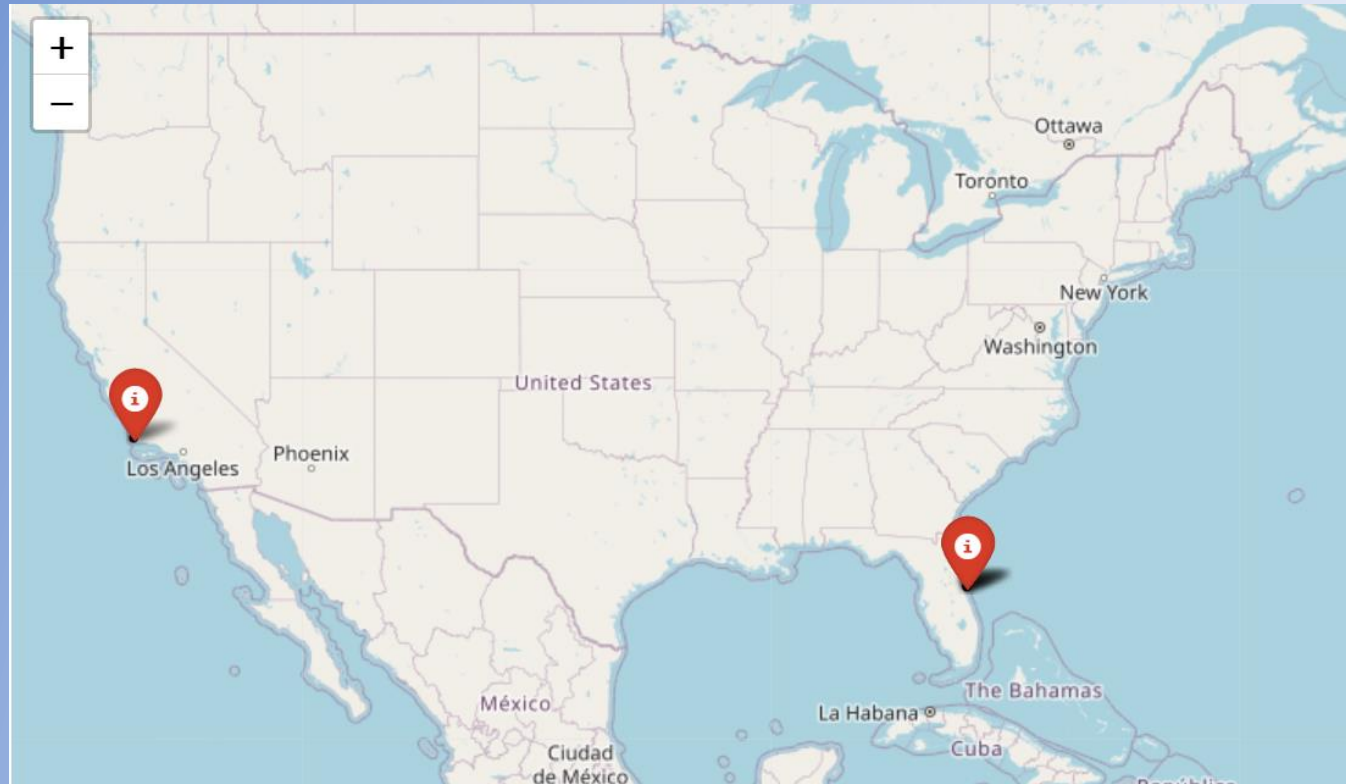 +
−
Ottawa
Toronto
New York
Washington
United States
i
Los Angeles
Phoenix
i
The Bahamas
México
La Habana
Cuba
Ciudad
de México